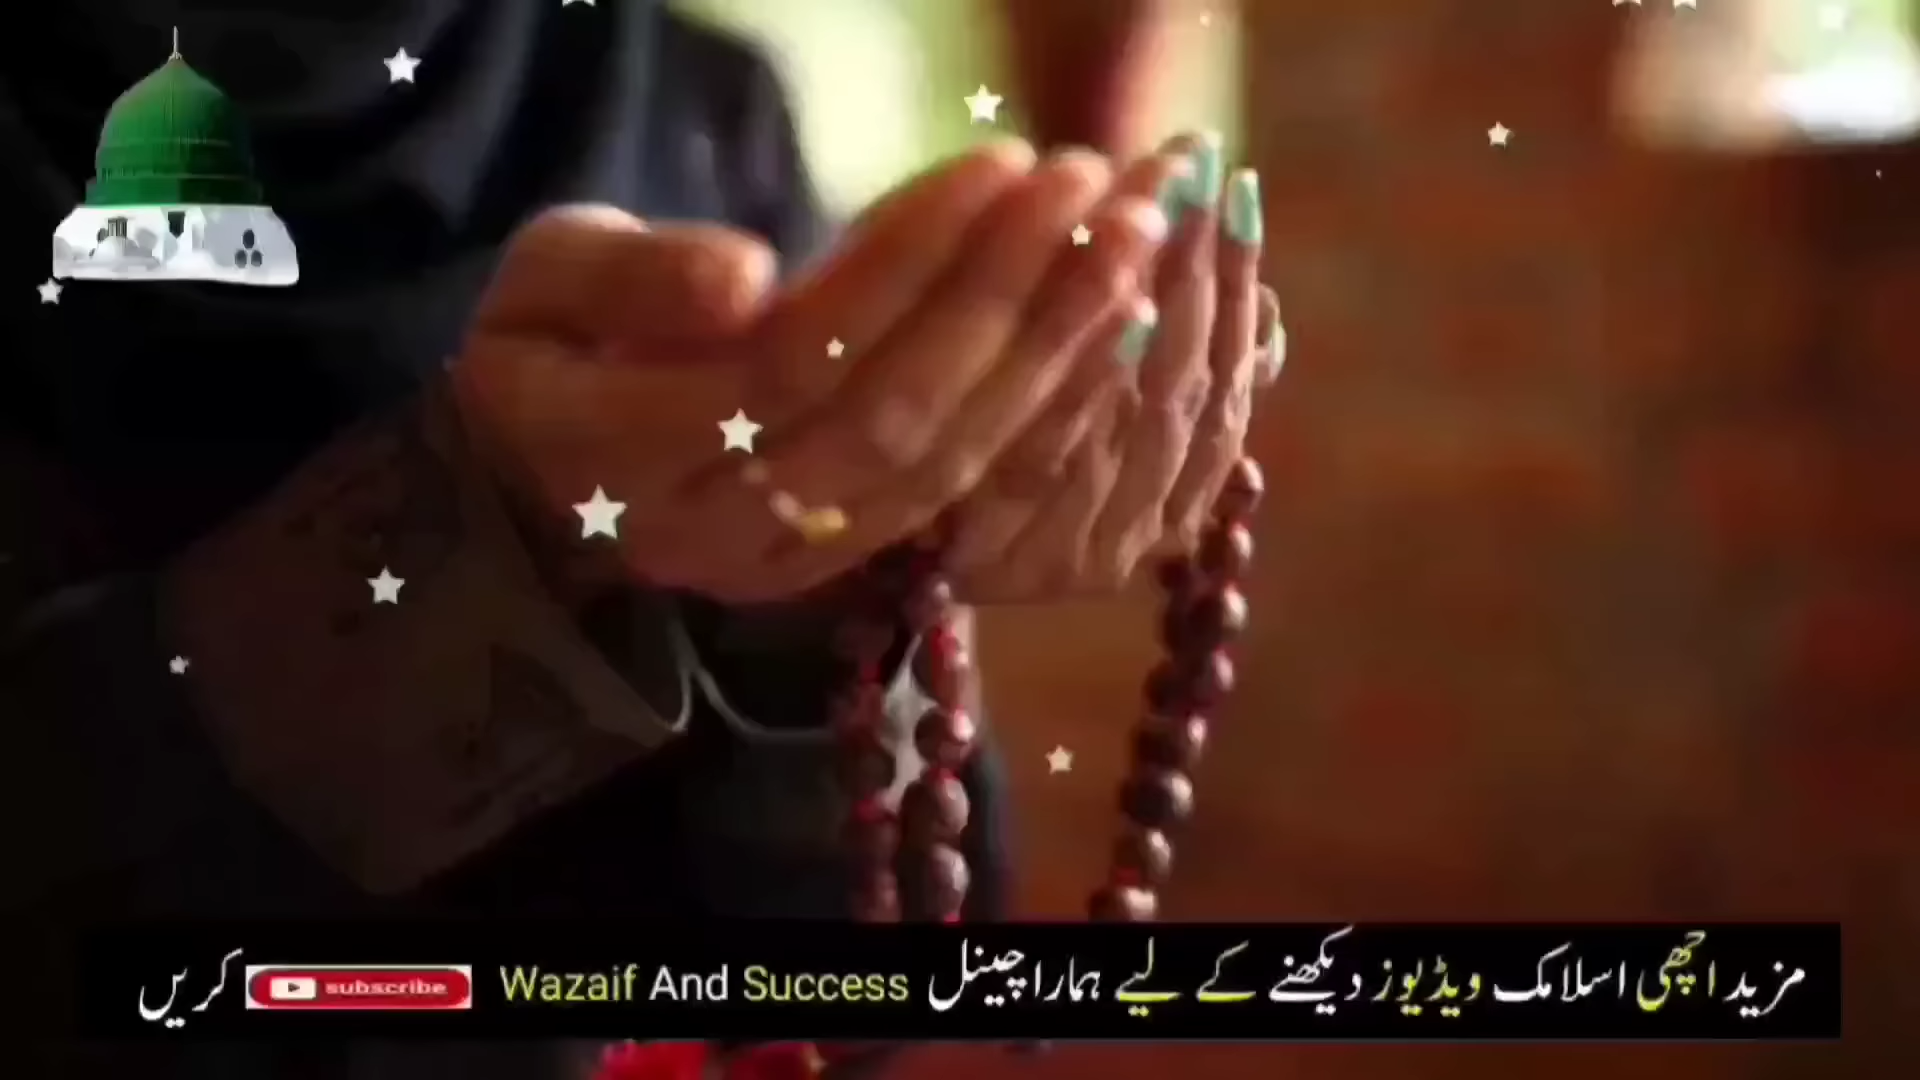 مزید اچھی اسلامک ویڈیوز دیکھنے کے لیے ہمارا چینل Wazaif And Success subscribe کریں